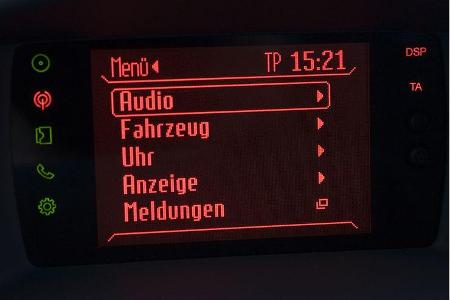 Menü TP 15:21 DSP
TA
Audio
Fahrzeug
Uhr
Anzeige
Meldungen